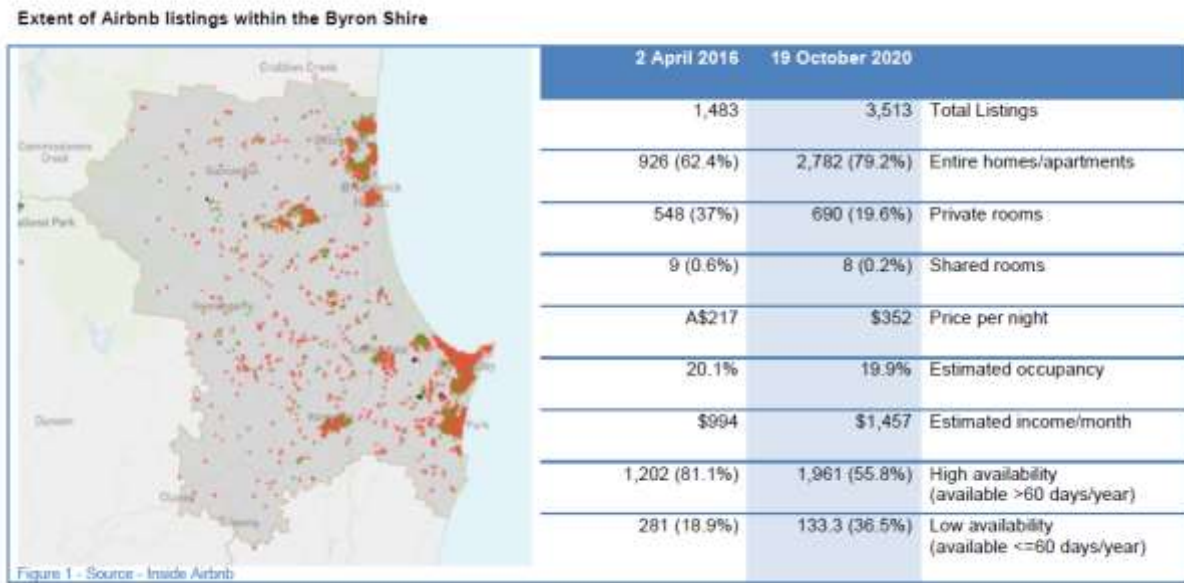 Extent of Airbnb listings within the Byron Shire
2 April 2016 19 October 2020
1,483 3,513 Total Listings
926 (62.4%) 2,782 (79.2%) Entire homes/apartments
548 (37%) 690 (19.6%) Private rooms
9 (0.6%) 8 (0.2%) Shared rooms
A$217 $352 Price per night
20.1% 19.9% Estimated occupancy
$994 $1,457 Estimated income/month
1,202 (81.1%) 1,961 (55.8%) High availability
(available >60 days/year)
281 (18.9%) 133.3 (36.5%) Low availability
(available <=60 days/year)
Creek
Creek
Park
Figure 1 - Source - Inside Airbnb